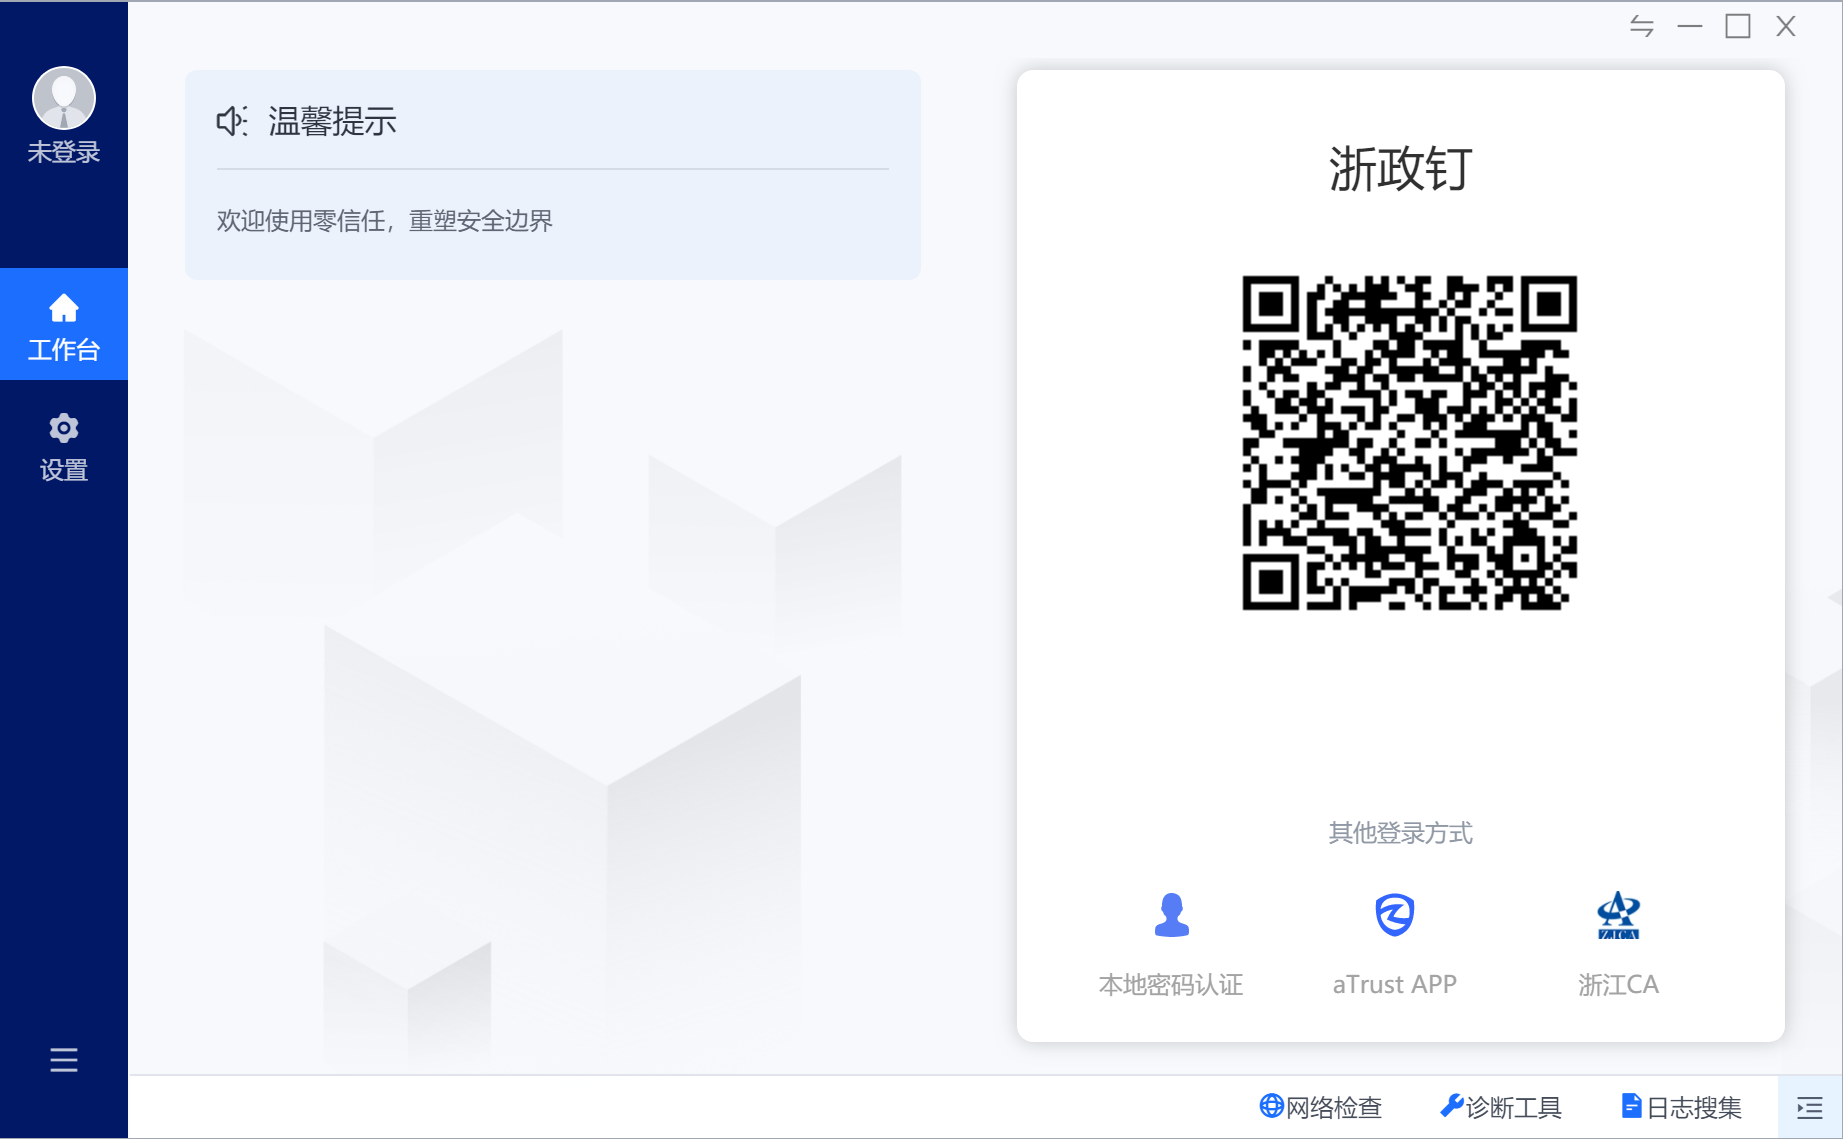 未登录
工作台
设置
温馨提示
欢迎使用零信任，重塑安全边界
浙政钉
其他登录方式
ZJCA
本地密码认证
aTrust APP
浙江CA
网络检查
诊断工具
日志搜集